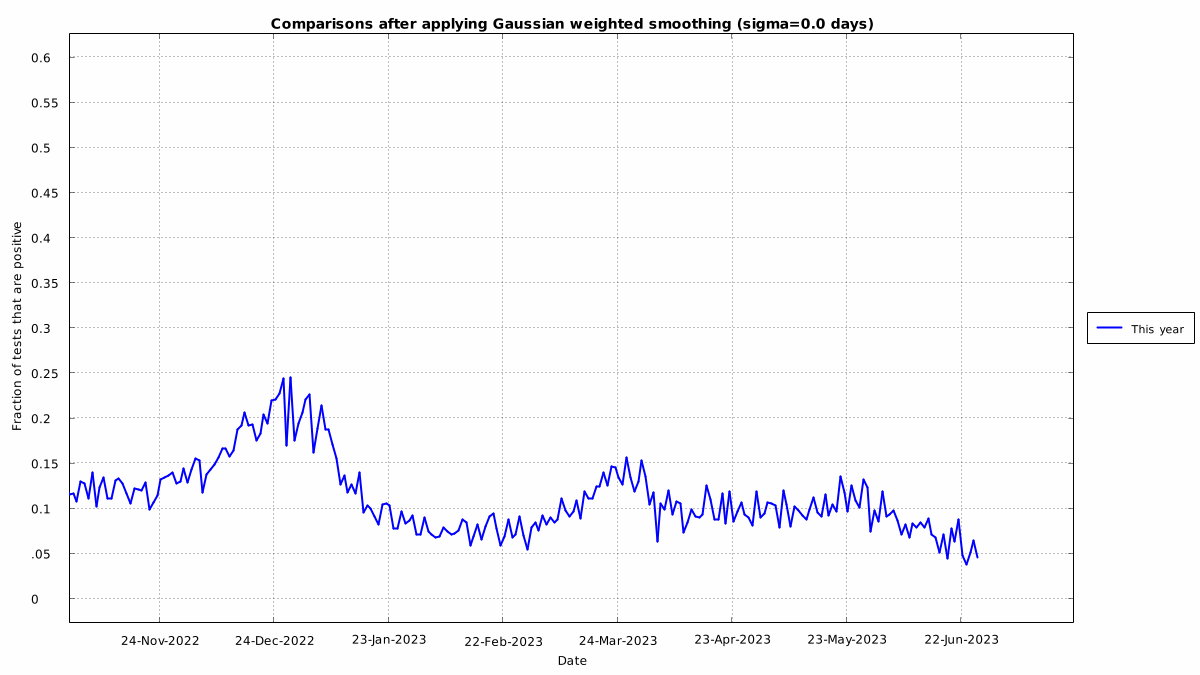 Comparisons after applying Gaussian weighted smoothing (sigma=0.0 days)
0.6
0.55
0.5
0.45
0.4
0.35
0.3
0.25
0.2
0.15
0.1
.05
0
Fraction of tests that are positive
This year
24-Nov-2022
24-Dec-2022
23-Jan-2023
22-Feb-2023
24-Mar-2023
23-Apr-2023
23-May-2023
22-Jun-2023
Date